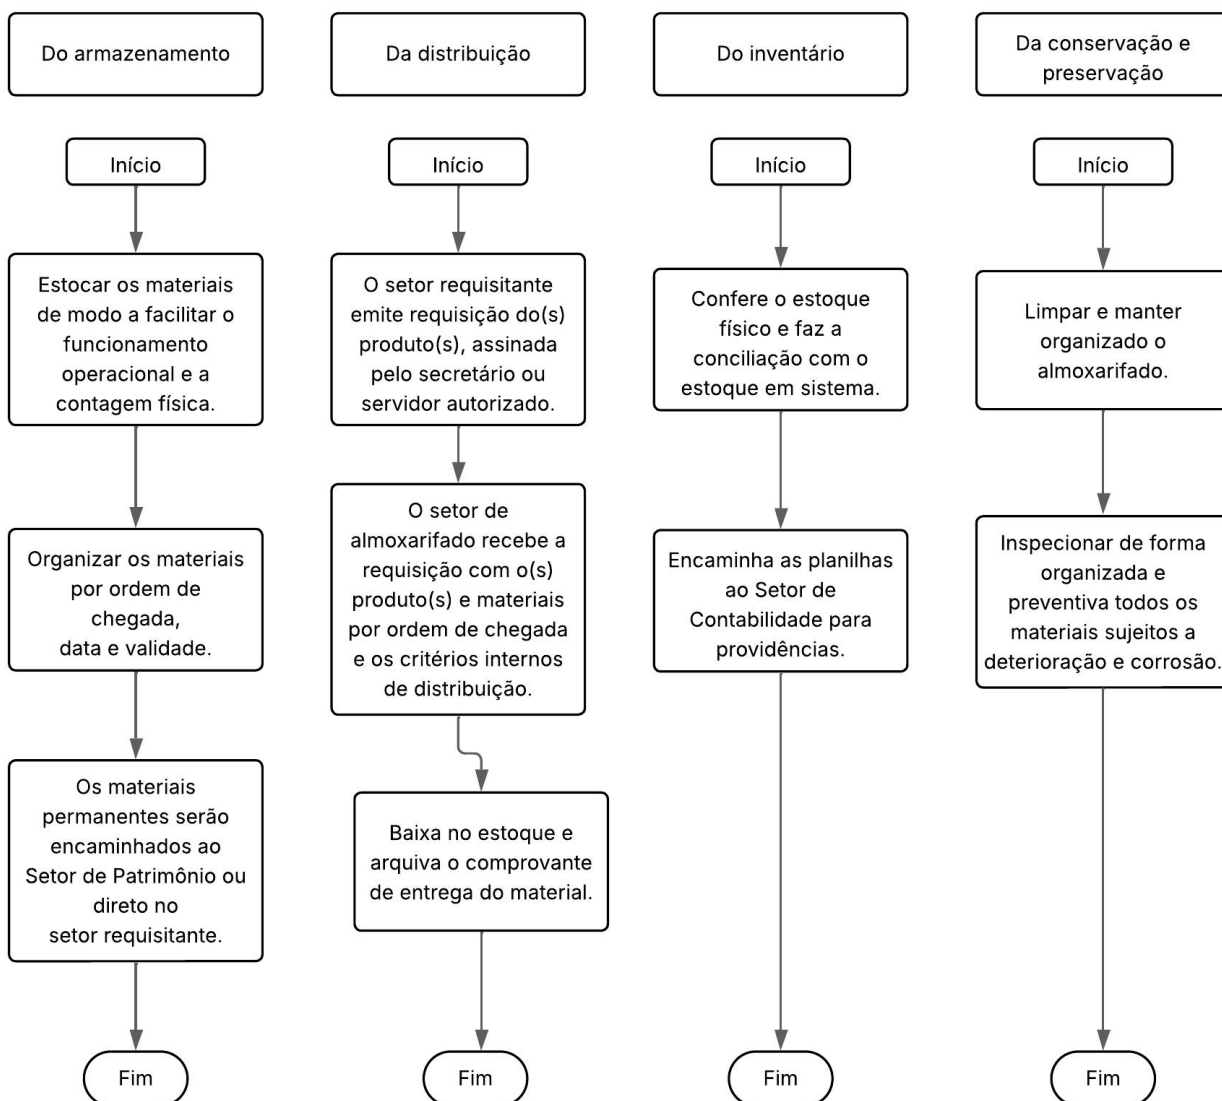 Do armazenamento
Início
Estocar os materiais
de modo a facilitar o
funcionamento
operacional e a
contagem física.
Organizar os materiais
por ordem de
chegada,
data e validade.
Os materiais
permanentes serão
encaminhados ao
Setor de Patrimônio ou
direto no
setor requisitante.
Fim
Da distribuição
Início
O setor requisitante
emite requisição do(s)
produto(s), assinada
pelo secretário ou
servidor autorizado.
O setor de
almoxarifado recebe a
requisição com o(s)
produto(s) e materiais
por ordem de chegada
e os critérios internos
de distribuição.
Baixa no estoque e
arquiva o comprovante
de entrega do material.
Fim
Do inventário
Início
Confere o estoque
físico e faz a
conciliação com o
estoque em sistema.
Encaminha as planilhas
ao Setor de
Contabilidade para
providências.
Fim
Da conservação e
preservação
Início
Limpar e manter
organizado o
almoxarifado.
Inspecionar de forma
organizada e
preventiva todos os
materiais sujeitos a
deterioração e corrosão.
Fim